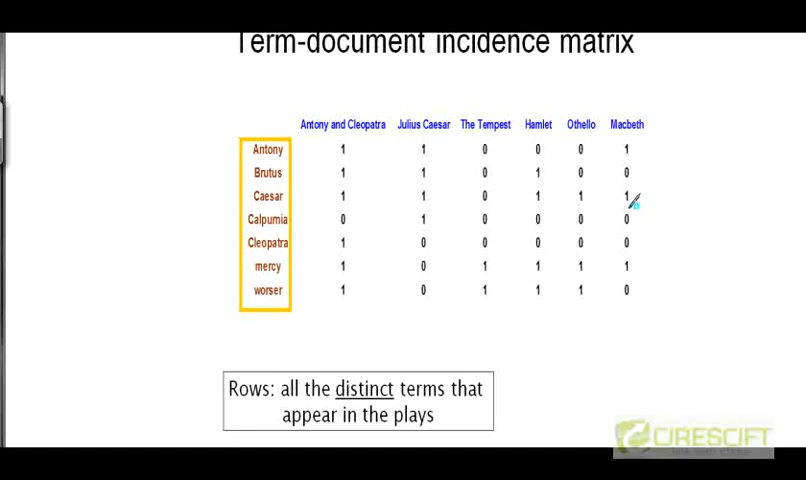 Term-document incidence matrix
Antony and Cleopatra Julius Caesar The Tempest Hamlet Othello Macbeth
Antony 1 1 0 0 0 1
Brutus 1 1 0 1 0 0
Caesar 1 1 0 1 1 1
Calpurnia 0 1 0 0 0 0
Cleopatra 1 0 0 0 0 0
mercy 1 0 1 1 1 1
worser 1 0 1 1 1 0
Rows: all the distinct terms that
appear in the plays